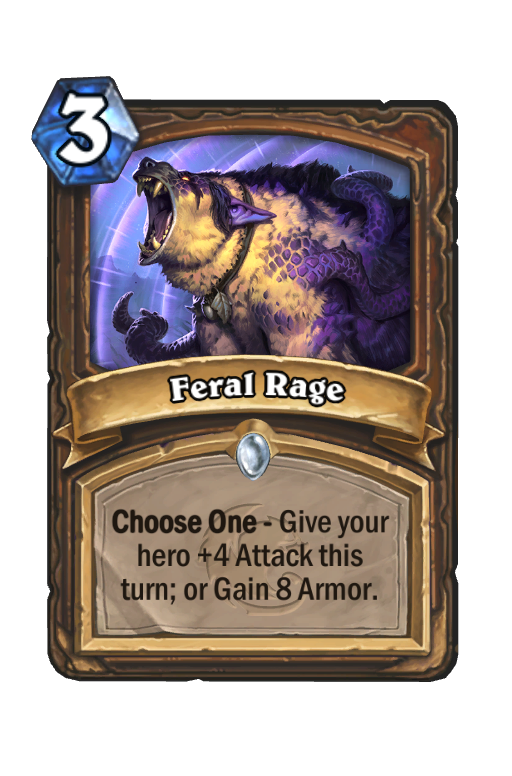 3
Feral Rage
Choose One - Give your
hero +4 Attack this
turn; or Gain 8 Armor.